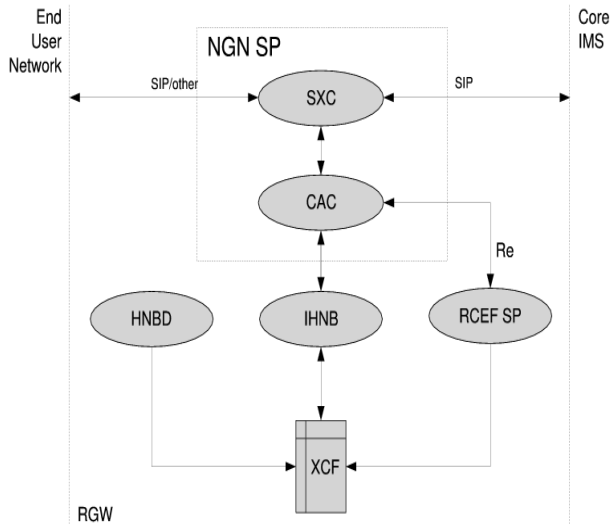 End
User
Network
Core
IMS
NGN SP
SIP/other
SXC
SIP
CAC
Re
HNBD
IHNB
RCEF SP
XCF
RGW